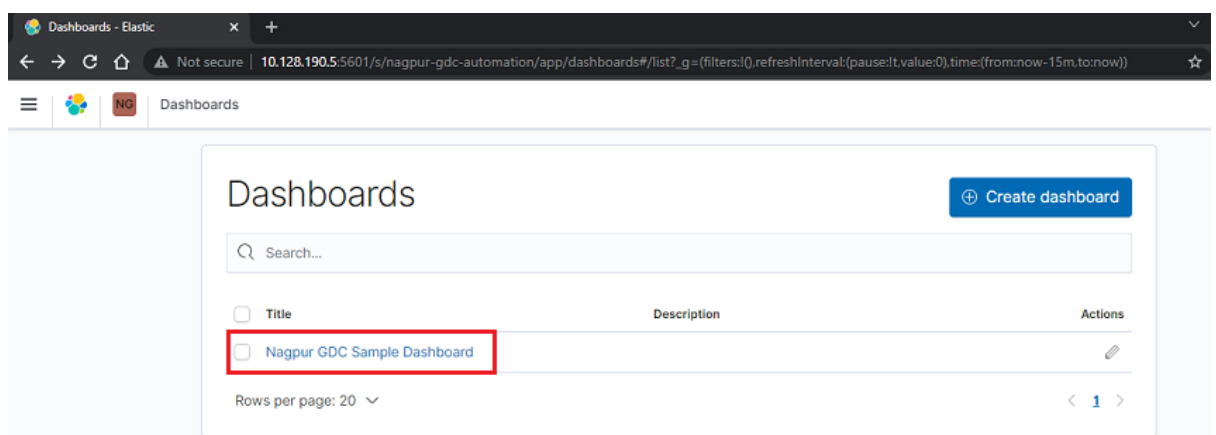 Dashboards - Elastic
Not secure | 10.128.190.5:5601/s/nagpur-gdc-automation/app/dashboards#/list?_g=(filters:!(),refreshInterval:(pause:!t,value:0),time:(from:now-15m,to:now))
NG Dashboards
Dashboards
Create dashboard
Search...
Title Description Actions
Nagpur GDC Sample Dashboard
Rows per page: 20 < 1 >